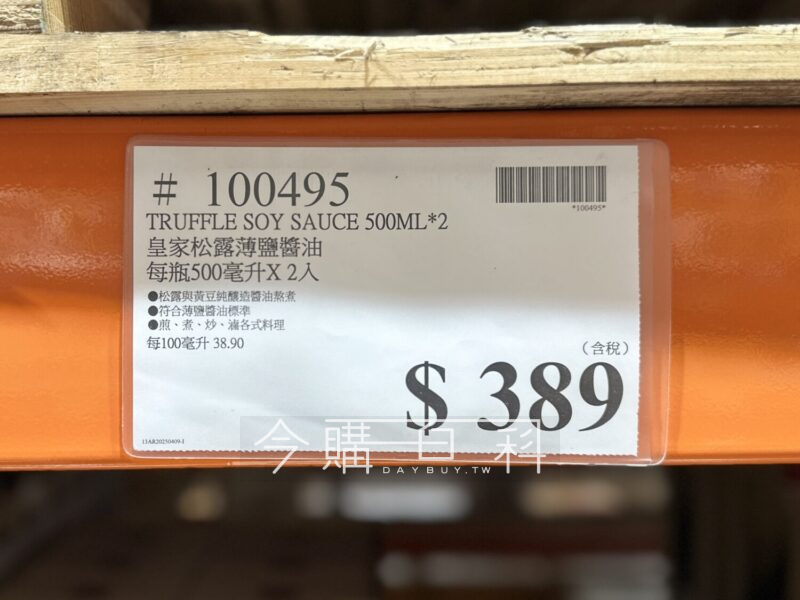 # 100495
*100495*
TRUFFLE SOY SAUCE 500ML*2
皇家松露薄鹽醬油
每瓶500毫升X 2入
●松露與黃豆純釀造醬油熬煮
●符合薄鹽醬油標準
●煎、煮、炒、滷各式料理
每100毫升 38.90
(含稅)
$ 389
13AR20250409-1
今購百科
DAYBUY.TW